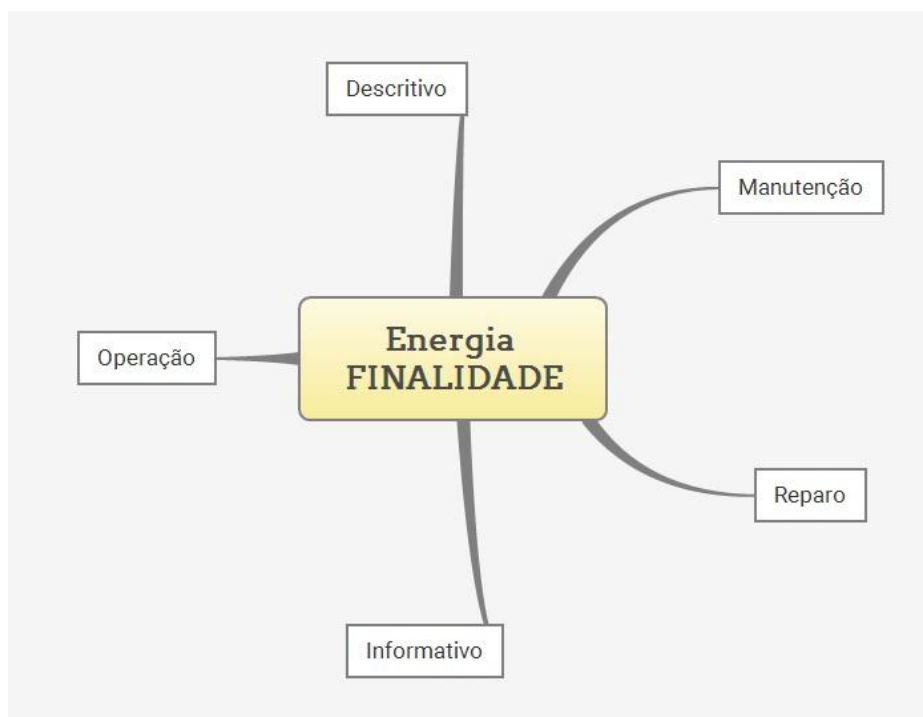 Descritivo
Manutenção
Energia
FINALIDADE
Operação
Reparo
Informativo